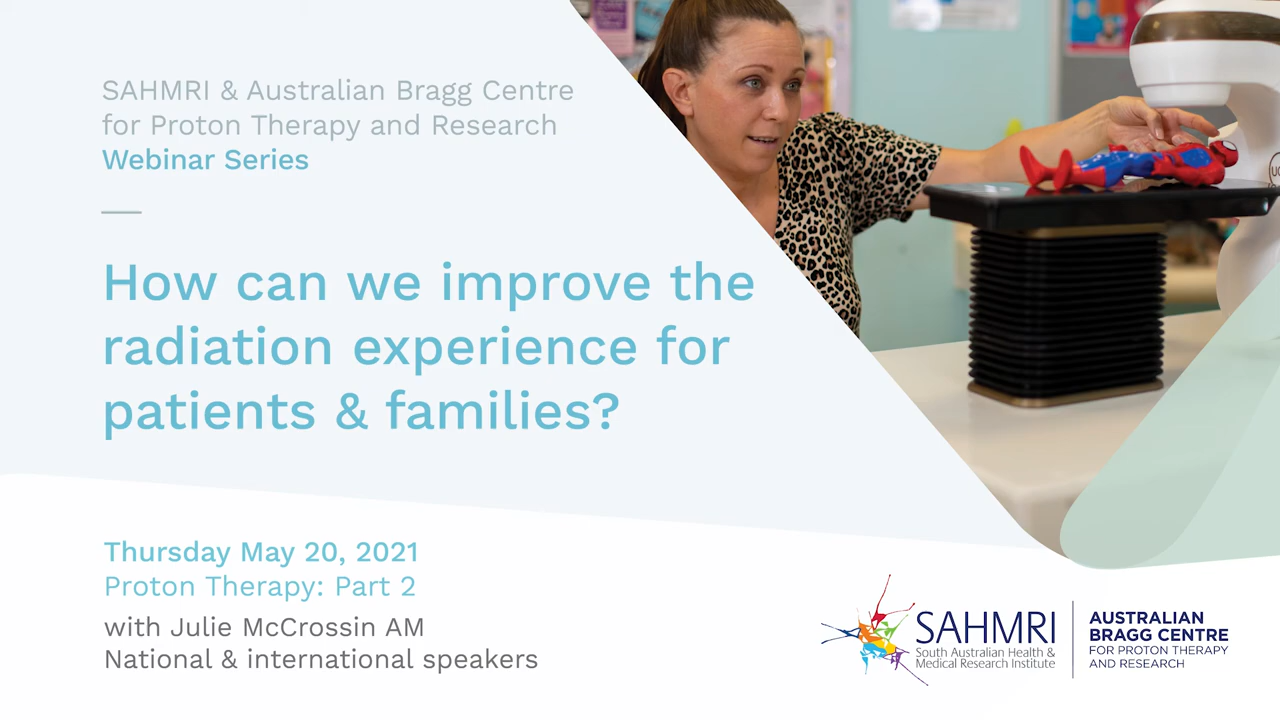 SAHMRI & Australian Bragg Centre
for Proton Therapy and Research
Webinar Series
How can we improve the
radiation experience for
patients & families?
Thursday May 20, 2021
Proton Therapy: Part 2
with Julie McCrossin AM
National & international speakers
SAHMRI
South Australian Health &
Medical Research Institute
AUSTRALIAN
BRAGG CENTRE
FOR PROTON THERAPY
AND RESEARCH